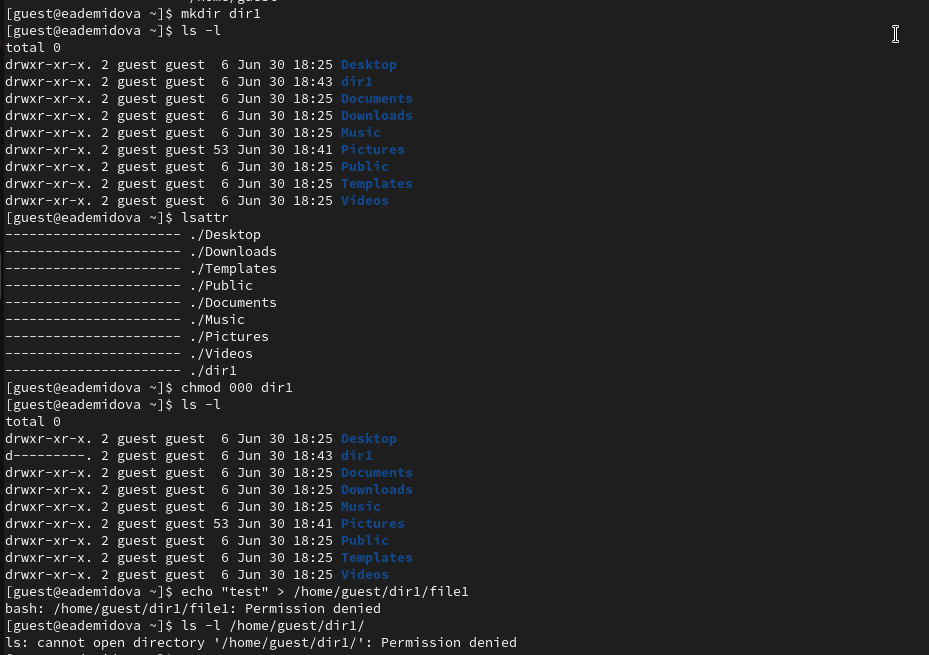 [guest@eademidova ~]$ mkdir dir1
[guest@eademidova ~]$ ls -l
total 0
drwxr-xr-x. 2 guest guest  6 Jun 30 18:25 Desktop
drwxr-xr-x. 2 guest guest  6 Jun 30 18:43 dir1
drwxr-xr-x. 2 guest guest  6 Jun 30 18:25 Documents
drwxr-xr-x. 2 guest guest  6 Jun 30 18:25 Downloads
drwxr-xr-x. 2 guest guest  6 Jun 30 18:25 Music
drwxr-xr-x. 2 guest guest 53 Jun 30 18:41 Pictures
drwxr-xr-x. 2 guest guest  6 Jun 30 18:25 Public
drwxr-xr-x. 2 guest guest  6 Jun 30 18:25 Templates
drwxr-xr-x. 2 guest guest  6 Jun 30 18:25 Videos
[guest@eademidova ~]$ lsattr
---------------------- ./Desktop
---------------------- ./Downloads
---------------------- ./Templates
---------------------- ./Public
---------------------- ./Documents
---------------------- ./Music
---------------------- ./Pictures
---------------------- ./Videos
---------------------- ./dir1
[guest@eademidova ~]$ chmod 000 dir1
[guest@eademidova ~]$ ls -l
total 0
drwxr-xr-x. 2 guest guest  6 Jun 30 18:25 Desktop
d---------. 2 guest guest  6 Jun 30 18:43 dir1
drwxr-xr-x. 2 guest guest  6 Jun 30 18:25 Documents
drwxr-xr-x. 2 guest guest  6 Jun 30 18:25 Downloads
drwxr-xr-x. 2 guest guest  6 Jun 30 18:25 Music
drwxr-xr-x. 2 guest guest 53 Jun 30 18:41 Pictures
drwxr-xr-x. 2 guest guest  6 Jun 30 18:25 Public
drwxr-xr-x. 2 guest guest  6 Jun 30 18:25 Templates
drwxr-xr-x. 2 guest guest  6 Jun 30 18:25 Videos
[guest@eademidova ~]$ echo "test" > /home/guest/dir1/file1
bash: /home/guest/dir1/file1: Permission denied
[guest@eademidova ~]$ ls -l /home/guest/dir1/
ls: cannot open directory '/home/guest/dir1/': Permission denied